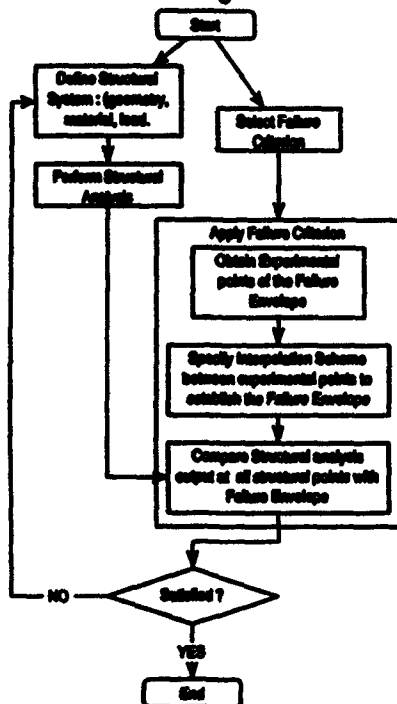 Start
Define Structural
System : (geometry,
material, load.
Select Failure
Criterion
Perform Structural
Analysis
Apply Failure Criterion
Obtain Experimental
points of the Failure
Envelope
Specify Interpolation Scheme
between experimental points to
establish the Failure Envelope
Compare Structural analysis
output at all structural points with
Failure Envelope
Satisfied ?
NO
YES
End